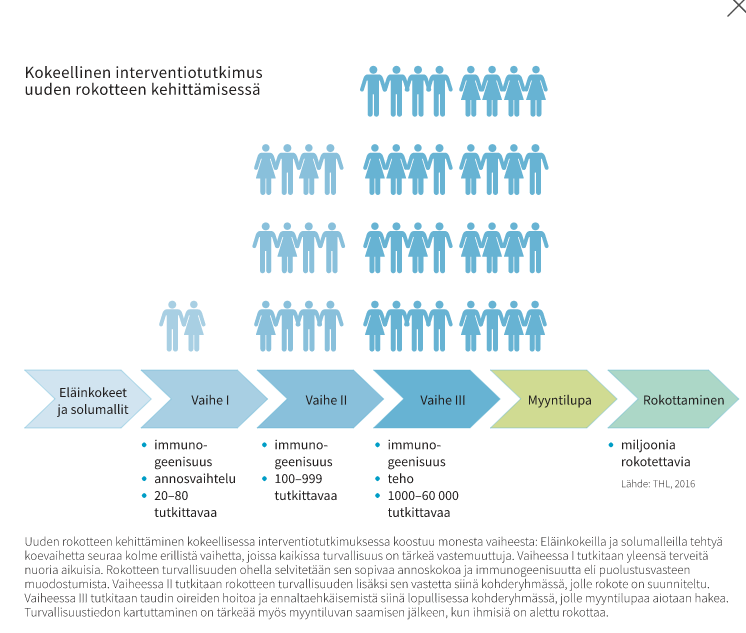 Kokeellinen interventiotutkimus
uuden rokotteen kehittämisessä
Eläinkokeet
ja solumallit
Vaihe I
Vaihe II
Vaihe III
Myyntilupa
Rokottaminen
• immuno-
geenisuus
• annosvaihtelu
• 20–80
tutkittavaa
• immuno-
geenisuus
• 100–999
tutkittavaa
• immuno-
geenisuus
• teho
• 1000–60 000
tutkittavaa
• miljoonia
rokotettavia
Lähde: THL, 2016
Uuden rokotteen kehittäminen kokeellisessa interventiotutkimuksessa koostuu monesta vaiheesta: Eläinkokeilla ja solumalleilla tehtyä
koevaihetta seuraa kolme erillistä vaihetta, joissa kaikissa turvallisuus on tärkeä vastemuuttuja. Vaiheessa I tutkitaan yleensä terveitä
nuoria aikuisia. Rokotteen turvallisuuden ohella selvitetään sen sopivaa annoskokoa ja immunogeenisuutta eli puolustusvasteen
muodostumista. Vaiheessa II tutkitaan rokotteen turvallisuuden lisäksi sen vastetta siinä kohderyhmässä, jolle rokote on suunniteltu.
Vaiheessa III tutkitaan taudin oireiden hoitoa ja ennaltaehkäisemistä siinä lopullisessa kohderyhmässä, jolle myyntilupaa aiotaan hakea.
Turvallisuustiedon kartuttaminen on tärkeää myös myyntiluvan saamisen jälkeen, kun ihmisiä on alettu rokottaa.